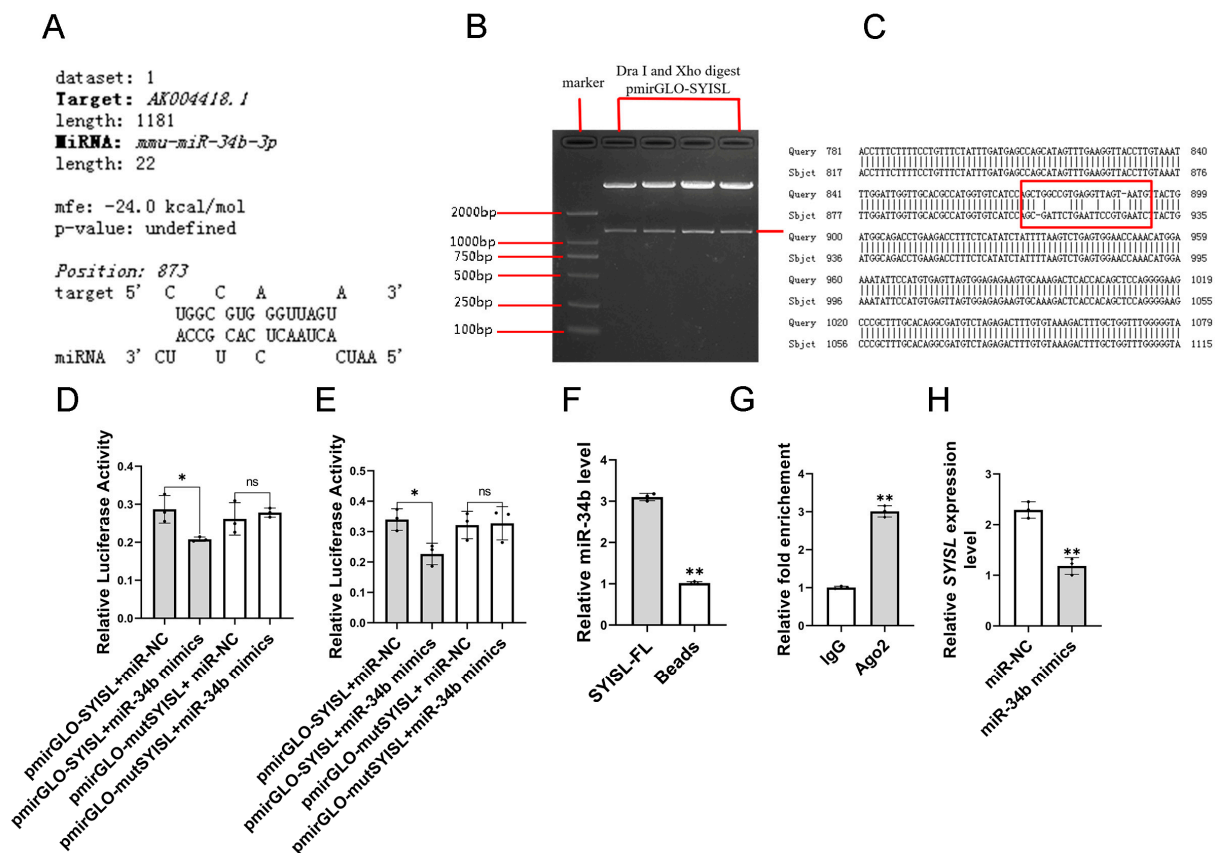 A
dataset: 1
Target: AK004418.1
length: 1181
MiRNA: mmu-miR-34b-3p
length: 22
mfe: -24.0 kcal/mol
p-value: undefined
Position: 873
target 5' C C A A 3'
UGGC GUG GGUUAGU
ACCG CAC UCAAUCA
miRNA 3' CU U C CUAA 5'
B
marker
Dra I and Xho digest
pmirGLO-SYISL
2000bp
1000bp
750bp
500bp
250bp
100bp
C
Query 781 ACCTTTCTTTTCCTGTTTCTATTTGATGAGCCAGCATAGTTTGAAGGTTACCTTGTAAAT 840
Sbjct 817 ACCTTTCTTTTCCTGTTTCTATTTGATGAGCCAGCATAGTTTGAAGGTTACCTTGTAAAT 876
Query 841 TTGGATTGGTTGCACGCCATGGTGTCATCCAGCTGGCCGTGAGGTTAGT-AATGTTACTG 899
Sbjct 877 TTGGATTGGTTGCACGCCATGGTGTCATCCAGC-GATTCTGAATTCCGTGAATCTTACTG 935
Query 900 ATGGCAGACCTGAAGACCTTTCTCATATCTATTTTAAGTCTGAGTGGAACCAAACATGGA 959
Sbjct 936 ATGGCAGACCTGAAGACCTTTCTCATATCTATTTTAAGTCTGAGTGGAACCAAACATGGA 995
Query 960 AAATATTCCATGTGAGTTAGTGGAGAGAAGTGCAAAGACTCACCACAGCTCCAGGGGAAG 1019
Sbjct 996 AAATATTCCATGTGAGTTAGTGGAGAGAAGTGCAAAGACTCACCACAGCTCCAGGGGAAG 1055
Query 1020 CCCGCTTTGCACAGGCGATGTCTAGAGACTTTGTGTAAAGACTTTGCTGGTTTGGGGGTA 1079
Sbjct 1056 CCCGCTTTGCACAGGCGATGTCTAGAGACTTTGTGTAAAGACTTTGCTGGTTTGGGGGTA 1115
D
Relative Luciferase Activity
0.4
0.3
0.2
0.1
0.0
*
ns
pmirGLO-SYISL+miR-NC
pmirGLO-SYISL+miR-34b mimics
pmirGLO-mutSYISL+ miR-NC
pmirGLO-mutSYISL+miR-34b mimics
E
Relative Luciferase Activity
0.5
0.4
0.3
0.2
0.1
0.0
*
ns
pmirGLO-SYISL+miR-NC
pmirGLO-SYISL+miR-34b mimics
pmirGLO-mutSYISL+ miR-NC
pmirGLO-mutSYISL+miR-34b mimics
F
Relative miR-34b level
4
3
2
1
0
**
SYISL-FL
Beads
G
Relative fold enrichement
4
3
2
1
0
**
IgG
Ago2
H
Relative SYISL expression
level
3
2
1
0
**
miR-NC
miR-34b mimics